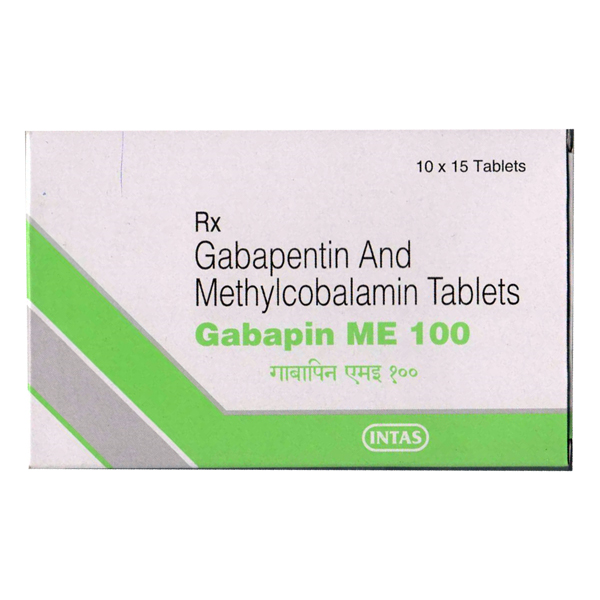 10 x 15 Tablets
Rx
Gabapentin And
Methylcobalamin Tablets
Gabapin ME 100
गाबापिन एमइ १००
INTAS